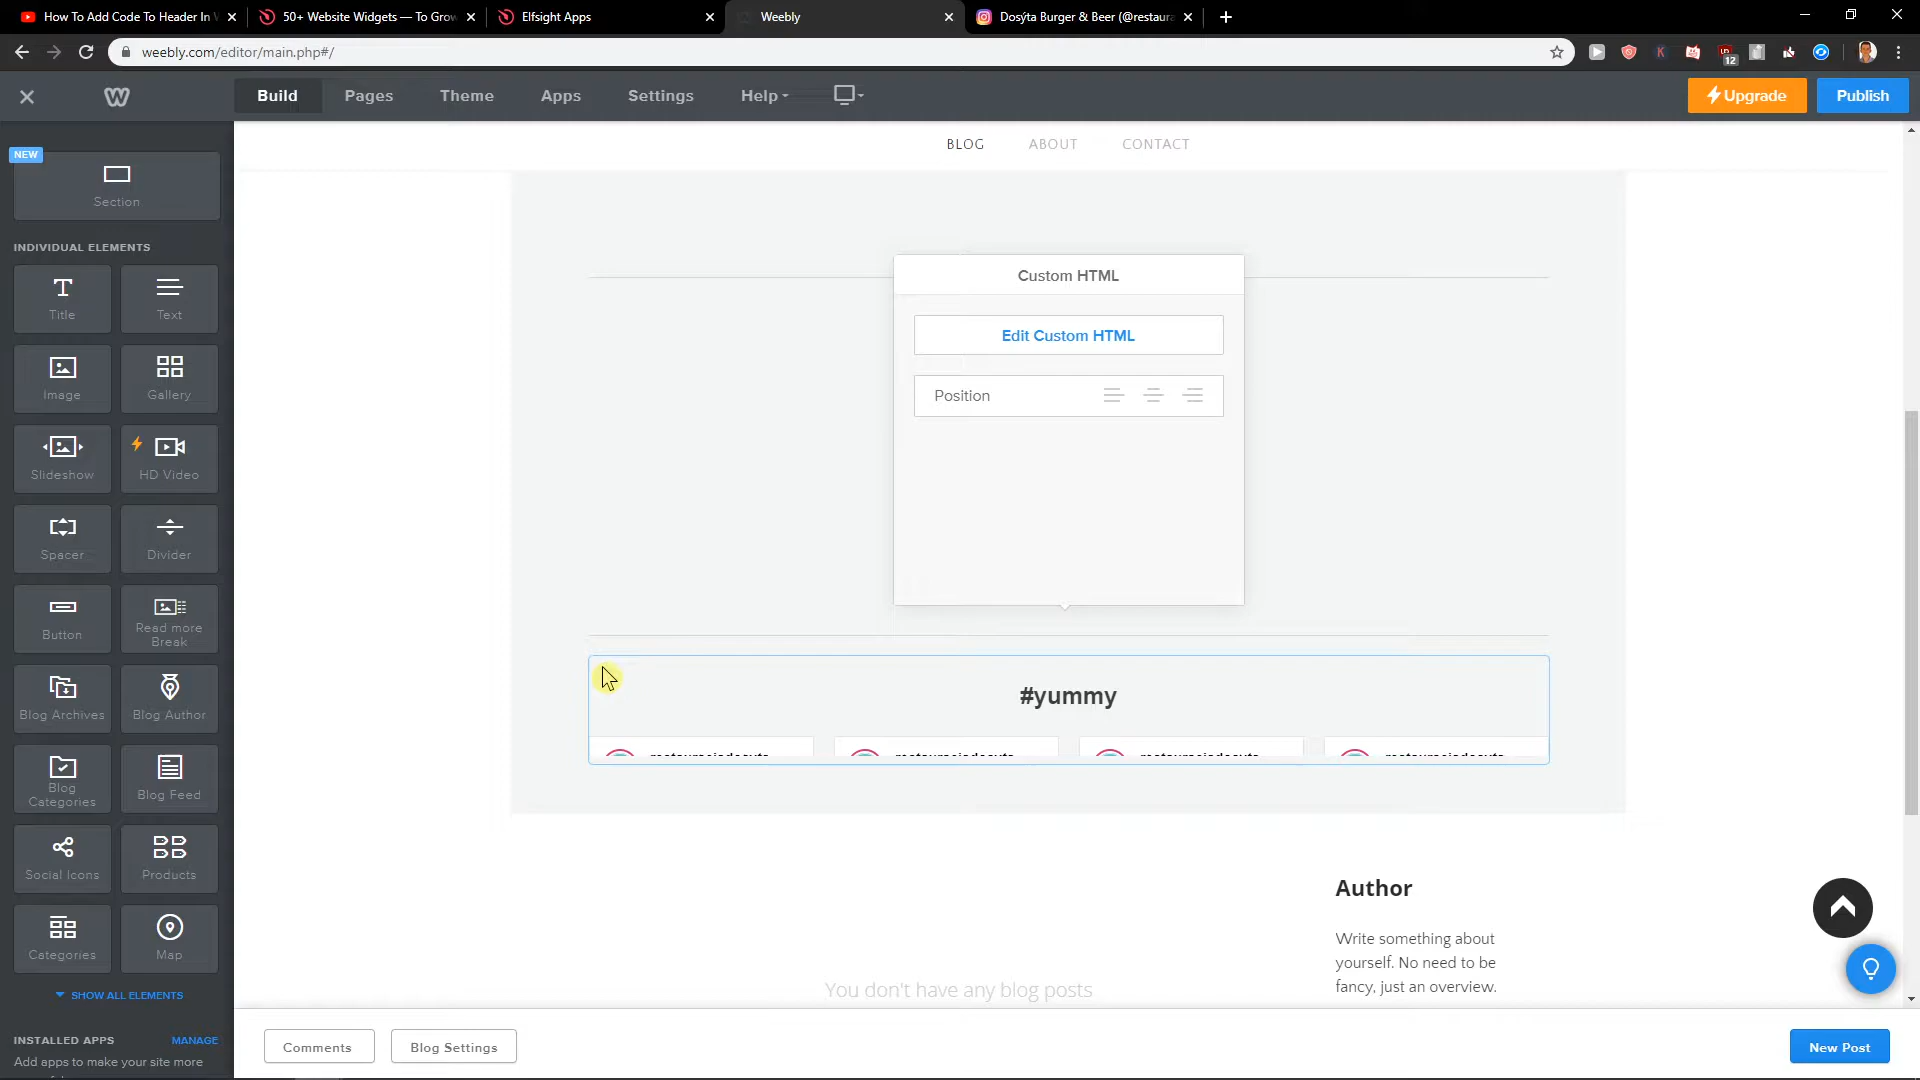 How To Add Code To Header In W
50+ Website Widgets — To Grow
Elfsight Apps
Weebly
Dosýta Burger & Beer (@restaura
weebly.com/editor/main.php#/
12
Build
Pages
Theme
Apps
Settings
Help
Upgrade
Publish
NEW
Section
INDIVIDUAL ELEMENTS
Title
Text
Image
Gallery
Slideshow
HD Video
Spacer
Divider
Button
Read more
Break
Blog Archives
Blog Author
Blog
Categories
Blog Feed
Social Icons
Products
Categories
Map
SHOW ALL ELEMENTS
INSTALLED APPS
MANAGE
Add apps to make your site more
BLOG
ABOUT
CONTACT
Custom HTML
Edit Custom HTML
Position
#yummy
Author
Write something about
yourself. No need to be
fancy, just an overview.
You don't have any blog posts
Comments
Blog Settings
New Post